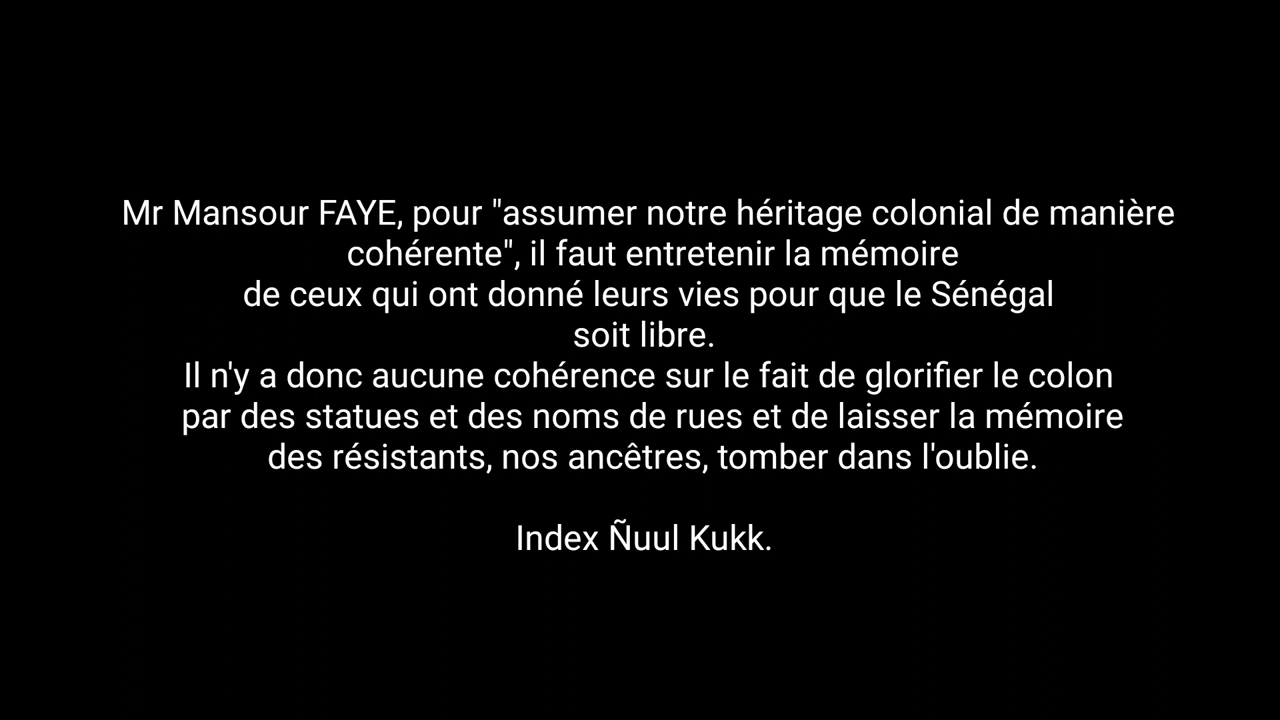 Mr Mansour FAYE, pour "assumer notre héritage colonial de manière
cohérente", il faut entretenir la mémoire
de ceux qui ont donné leurs vies pour que le Sénégal
soit libre.
Il n'y a donc aucune cohérence sur le fait de glorifier le colon
par des statues et des noms de rues et de laisser la mémoire
des résistants, nos ancêtres, tomber dans l'oublie.
Index Ñuul Kukk.